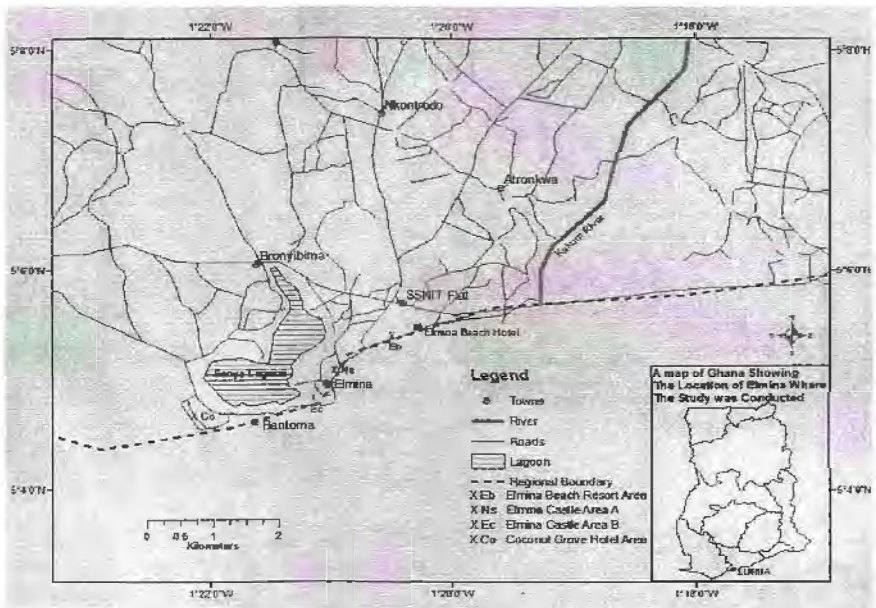 1°22'0"W 1°20'0"W 1°18'0"W
5°8'0"N 5°8'0"N
Nkontrodo
Atronkwa
Kakum River
Bronyibima
5°6'0"N 5°6'0"N
SSNIT Flat
Elmina Beach Hotel
Eb
Benya Lagoon
X Ns
Elmina
Ec
X Co
Bantoma
Legend
Towns
River
Roads
Lagoon
Regional Boundary
X Eb Elmina Beach Resort Area
X Ns Elmina Castle Area A
X Ec Elmina Castle Area B
X Co Coconut Grove Hotel Area
A map of Ghana Showing
The Location of Elmina Where
The Study was Conducted
ELMINA
5°4'0"N 5°4'0"N
0 0.5 1 2
Kilometers
1°22'0"W 1°20'0"W 1°18'0"W